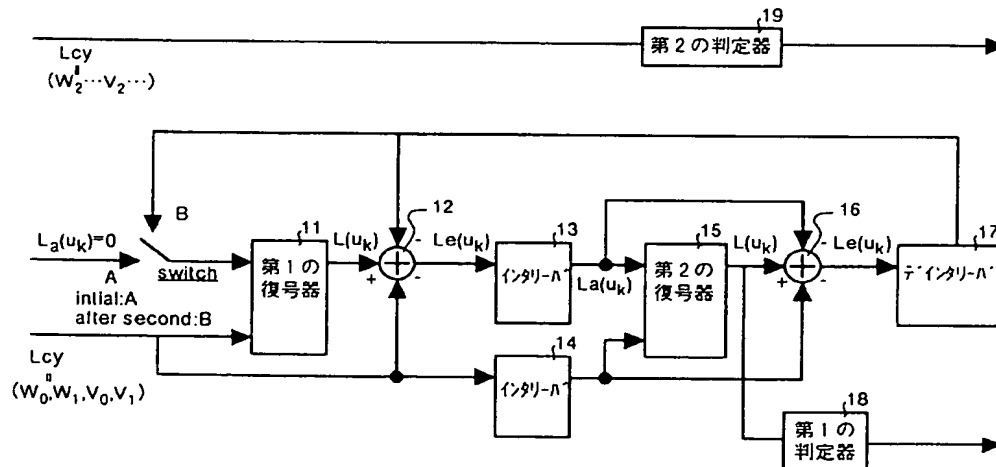 19
第2の判定器
Lcy
(W2…V2…)
B
12
16
17
11
L(uk)
Le(uk)
13
15
L(uk)
Le(uk)
La(uk)=0
A
switch
第1の
復号器
+
-
-
インタリーバ
La(uk)
第2の
復号器
+
-
-
デインタリーバ
intlal:A
after second:B
14
インタリーバ
Lcy
(W0,W1,V0,V1)
18
第1の
判定器